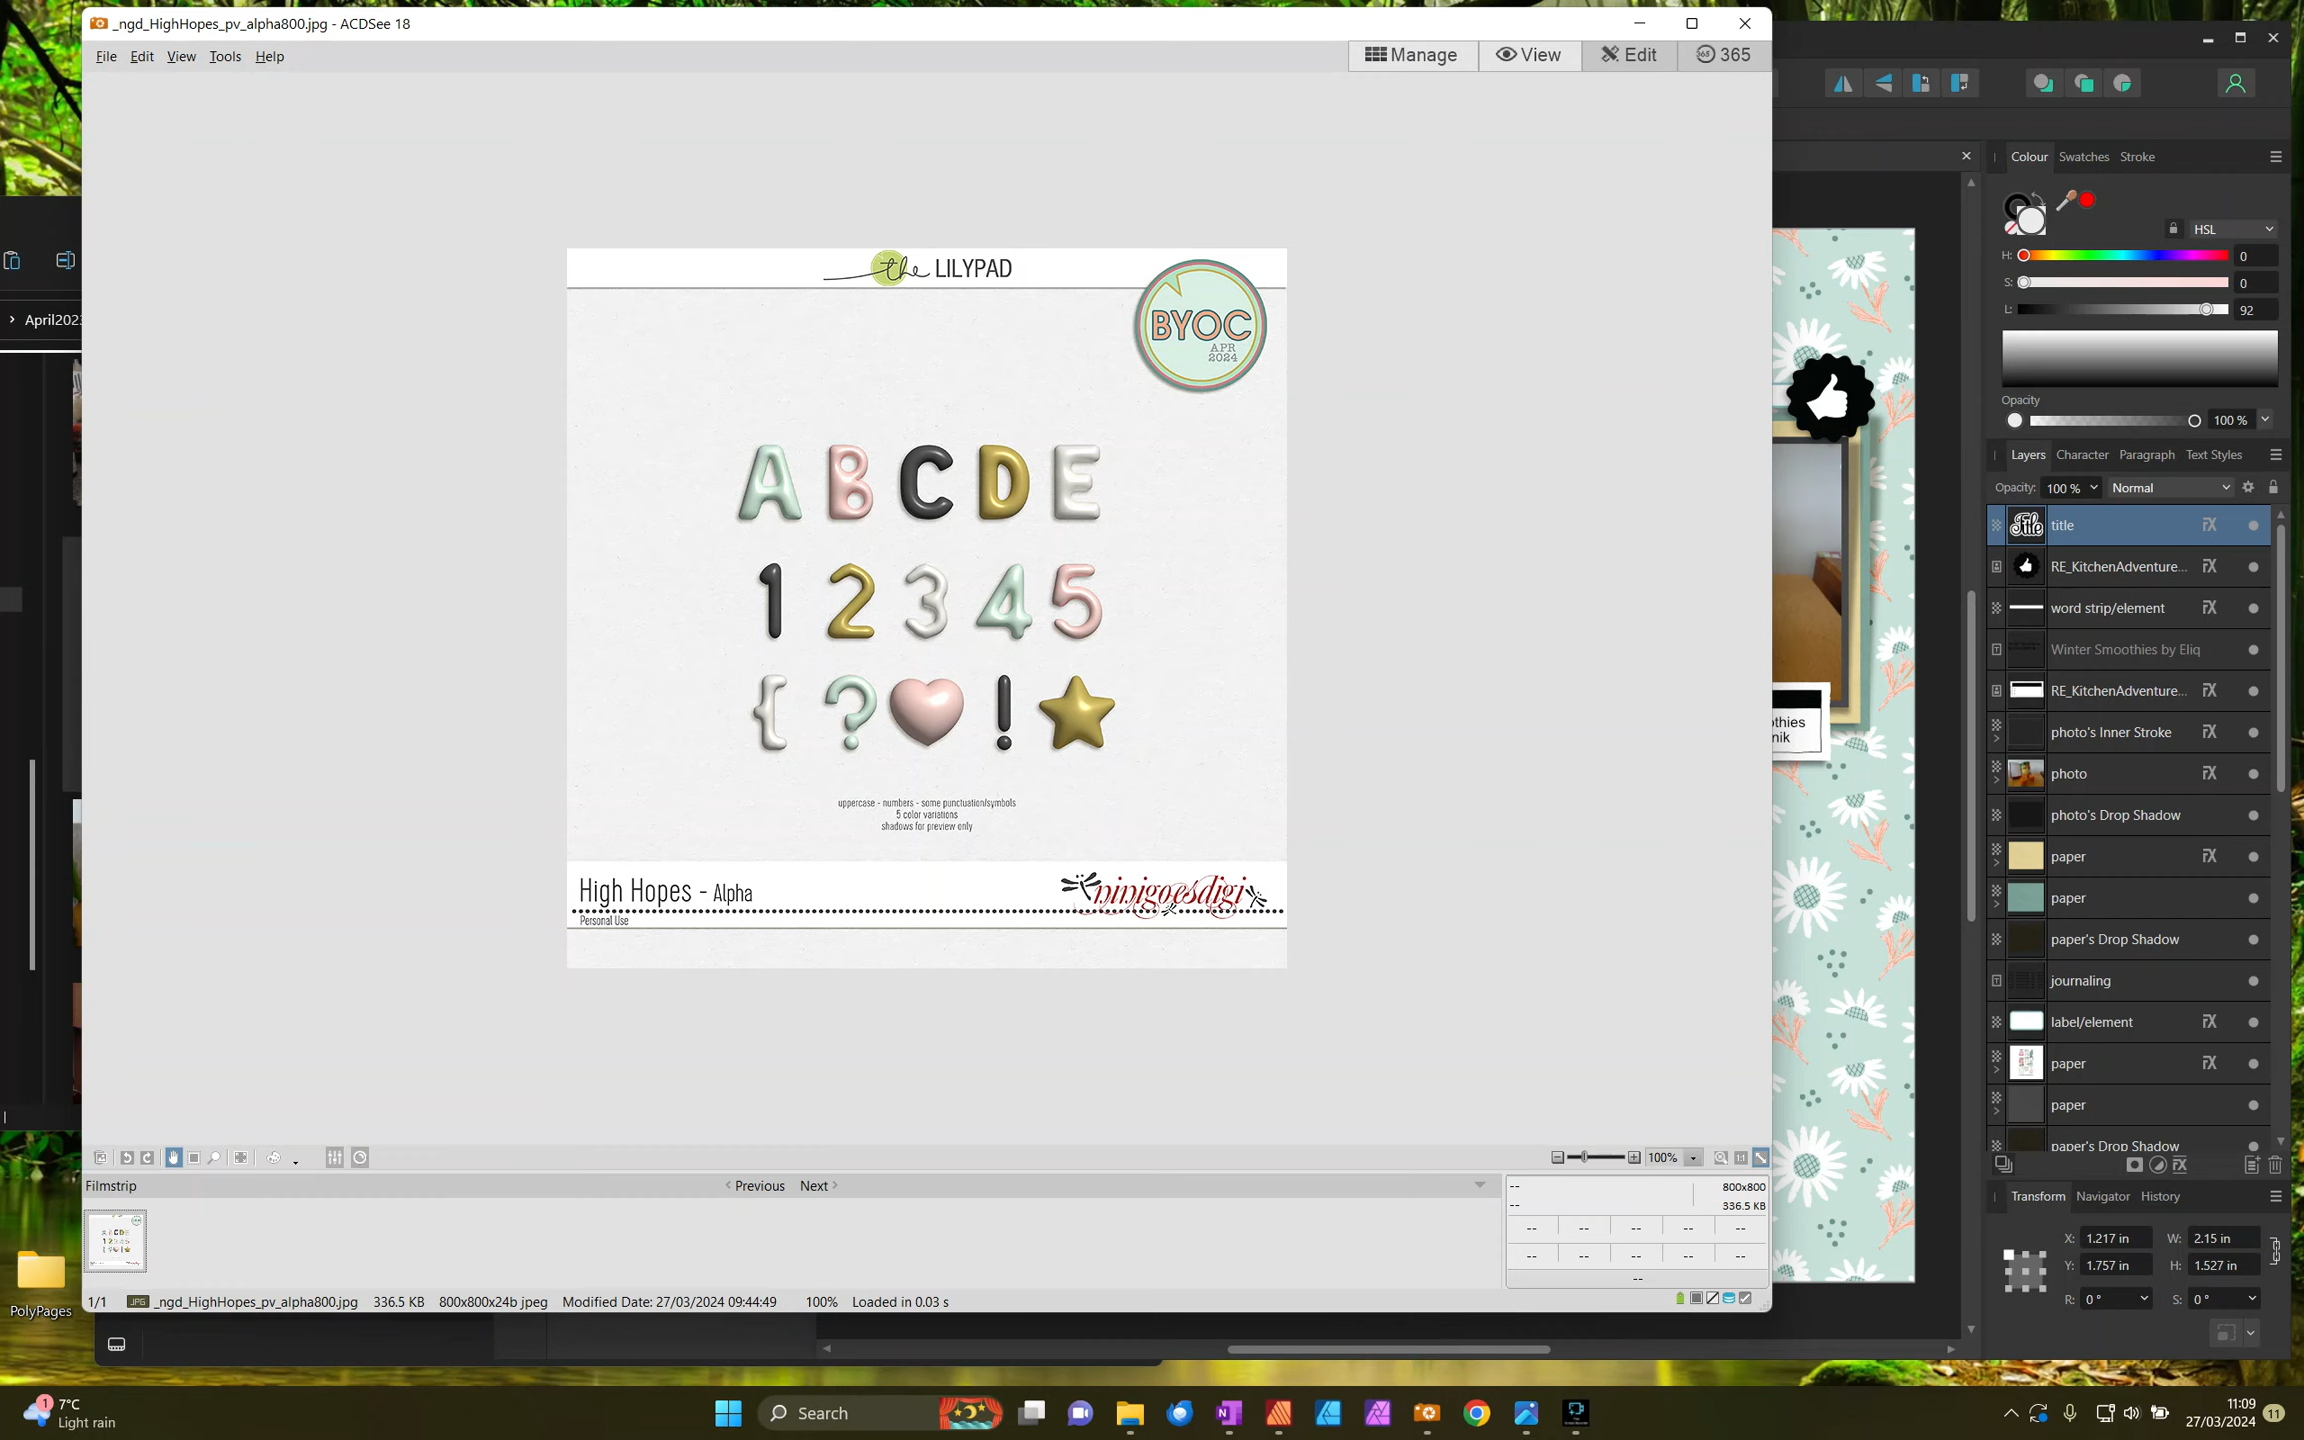 _ngd_HighHopes_pv_alpha800.jpg - ACDSee 18
File Edit View Tools Help
Manage View Edit 365
the LILYPAD
BYOC
APR
2024
A B C D E
1 2 3 4 5
{ ? !
uppercase - numbers - some punctuation/symbols
5 color variations
shadows for preview only
High Hopes - Alpha
ninigoesdigi
Personal Use
100%
Filmstrip
Previous Next
-- 800x800
-- 336.5 KB
-- -- -- -- --
-- -- -- -- --
--
1/1 JPG _ngd_HighHopes_pv_alpha800.jpg 336.5 KB 800x800x24b jpeg Modified Date: 27/03/2024 09:44:49 100% Loaded in 0.03 s
April202
PolyPages
Colour Swatches Stroke
HSL
H: 0
S: 0
L: 92
Opacity
100 %
Layers Character Paragraph Text Styles
Opacity: 100 % Normal
Title title
RE_KitchenAdventure...
word strip/element
Winter Smoothies by Eliq
RE_KitchenAdventure...
photo's Inner Stroke
photo
photo's Drop Shadow
paper
paper
paper's Drop Shadow
journaling
label/element
paper
paper
paper's Drop Shadow
Transform Navigator History
X: 1.217 in W: 2.15 in
Y: 1.757 in H: 1.527 in
R: 0 ° S: 0 °
othies
nik
1 7°C
Light rain
Search
11:09
27/03/2024
11